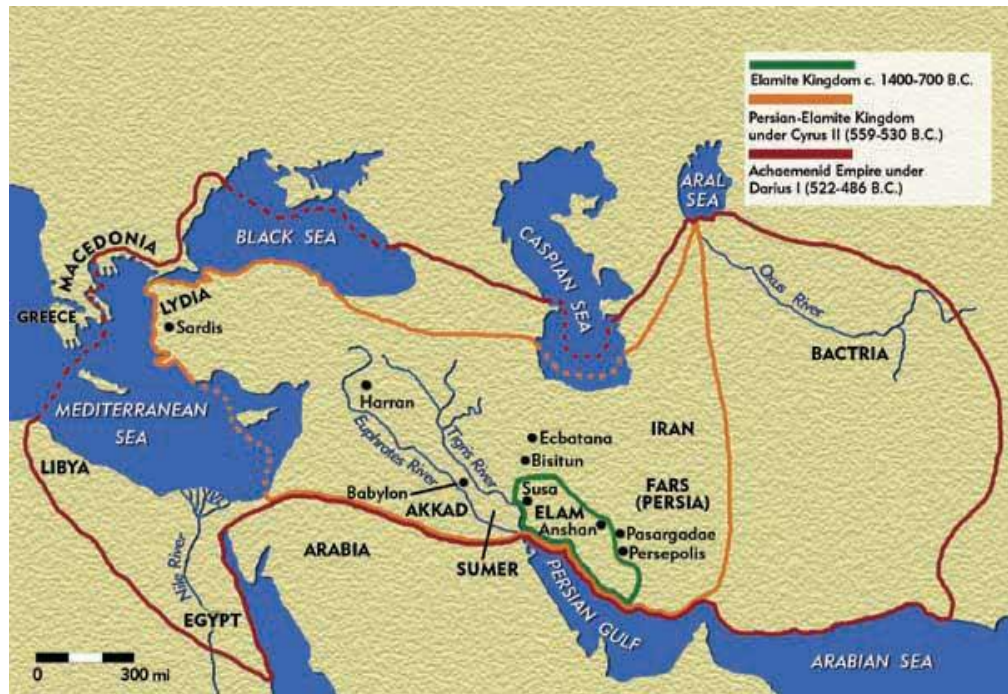 Elamite Kingdom c. 1400-700 B.C.
Persian-Elamite Kingdom
under Cyrus II (559-530 B.C.)
Achaemenid Empire under
Darius I (522-486 B.C.)
ARAL
SEA
BLACK SEA
CASPIAN
SEA
MACEDONIA
GREECE
LYDIA
Sardis
Oxus River
BACTRIA
MEDITERRANEAN
SEA
Harran
Euphrates River
Tigris River
Ecbatana
Bisitun
IRAN
LIBYA
Babylon
AKKAD
Susa
ELAM
Anshan
FARS
(PERSIA)
Pasargadae
Persepolis
ARABIA
SUMER
PERSIAN GULF
Nile River
EGYPT
ARABIAN SEA
0 300 mi